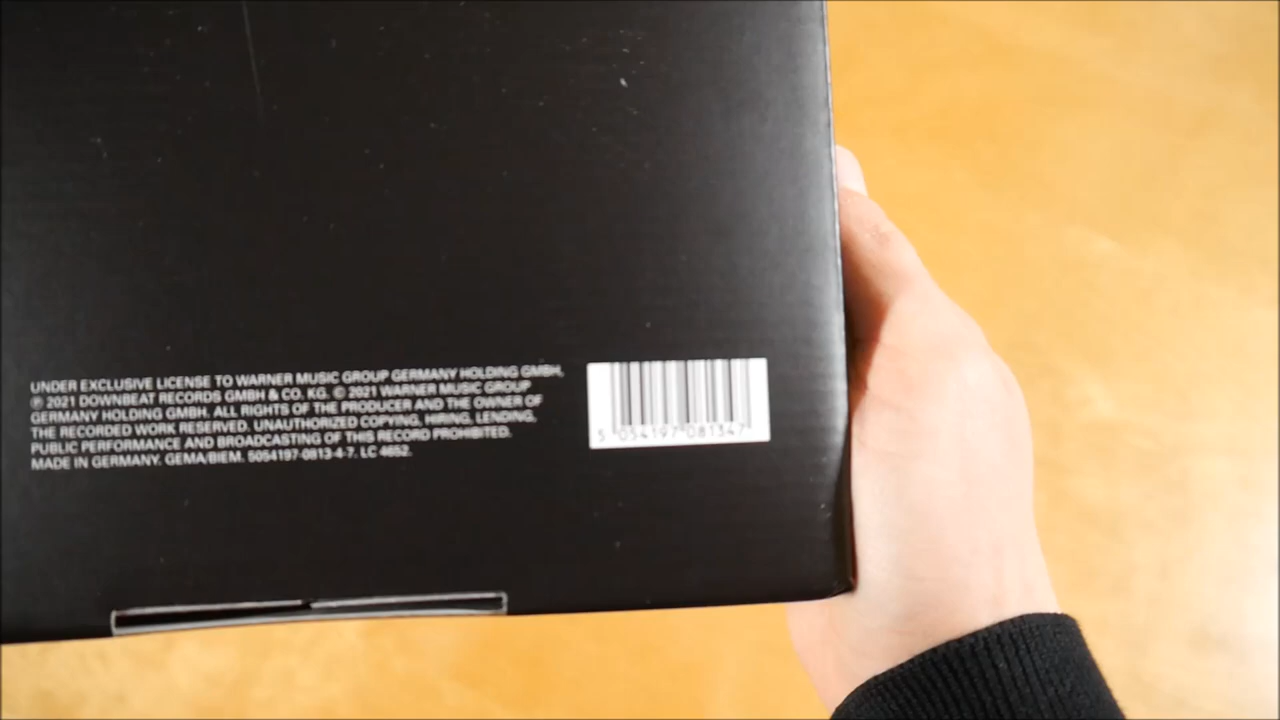 UNDER EXCLUSIVE LICENSE TO WARNER MUSIC GROUP GERMANY HOLDING GMBH,
℗ 2021 DOWNBEAT RECORDS GMBH & CO. KG. © 2021 WARNER MUSIC GROUP
GERMANY HOLDING GMBH. ALL RIGHTS OF THE PRODUCER AND THE OWNER OF
THE RECORDED WORK RESERVED. UNAUTHORIZED COPYING, HIRING, LENDING,
PUBLIC PERFORMANCE AND BROADCASTING OF THIS RECORD PROHIBITED.
MADE IN GERMANY. GEMA/BIEM. 5054197-0813-4-7. LC 4652.
5 054197 081347